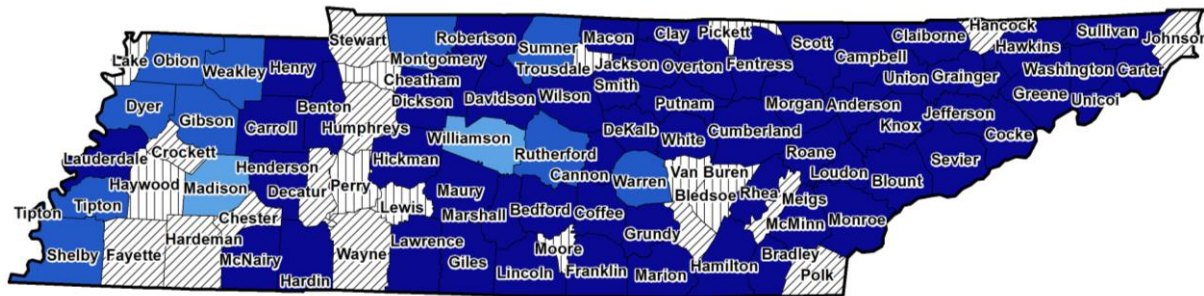 Lake
Obion
Weakley
Henry
Stewart
Montgomery
Robertson
Sumner
Trousdale
Macon
Clay
Pickett
Jackson
Overton
Fentress
Scott
Campbell
Claiborne
Hancock
Hawkins
Sullivan
Johnson
Union
Grainger
Washington
Carter
Greene
Unicoi
Dyer
Gibson
Carroll
Benton
Humphreys
Cheatham
Dickson
Davidson
Wilson
Smith
Putnam
Morgan
Anderson
Knox
Jefferson
Cocke
Sevier
Lauderdale
Crockett
Haywood
Madison
Henderson
Decatur
Perry
Hickman
Williamson
Rutherford
Cannon
DeKalb
White
Cumberland
Warren
Van Buren
Bledsoe
Rhea
Roane
Loudon
Blount
Meigs
McMinn
Monroe
Tipton
Tipton
Chester
Lewis
Maury
Marshall
Bedford
Coffee
Grundy
Shelby
Fayette
Hardeman
McNairy
Hardin
Wayne
Lawrence
Giles
Lincoln
Moore
Franklin
Marion
Hamilton
Bradley
Polk